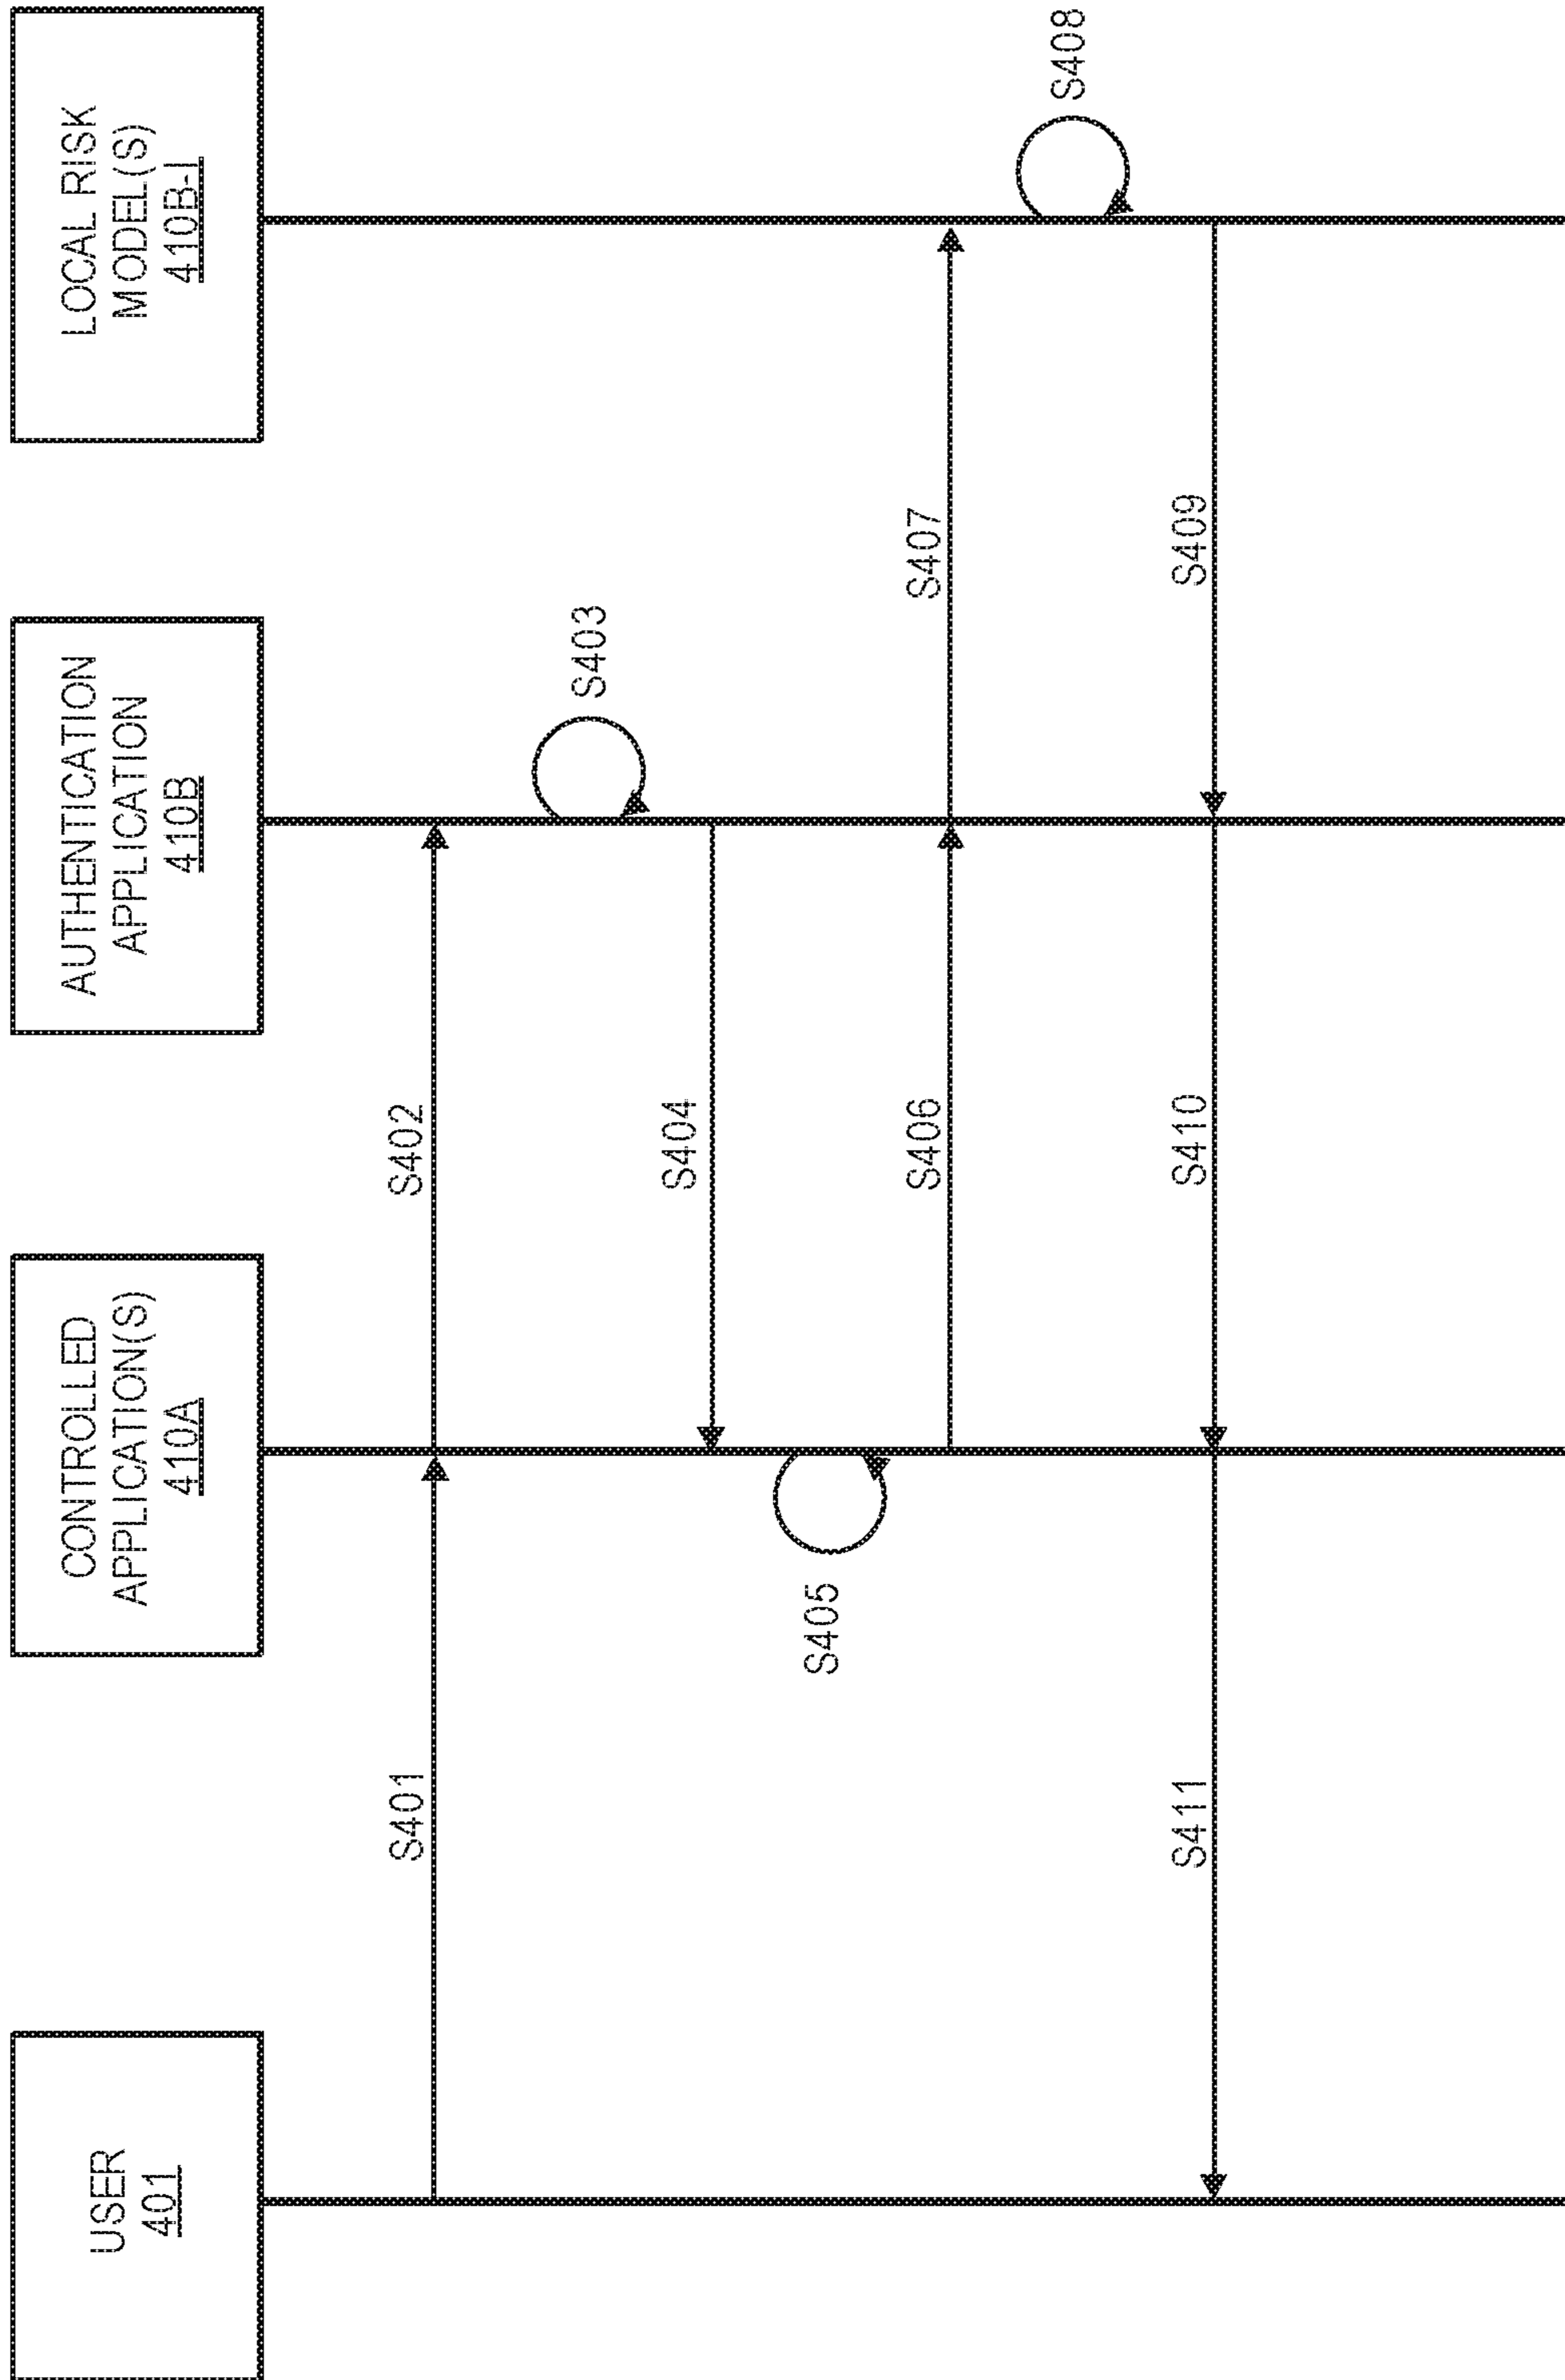 USER
401
CONTROLLED
APPLICATION(S)
410A
AUTHENTICATION
APPLICATION
410B
LOCAL RISK
MODEL(S)
410B-I
S401
S402
S403
S404
S405
S406
S407
S408
S409
S410
S411